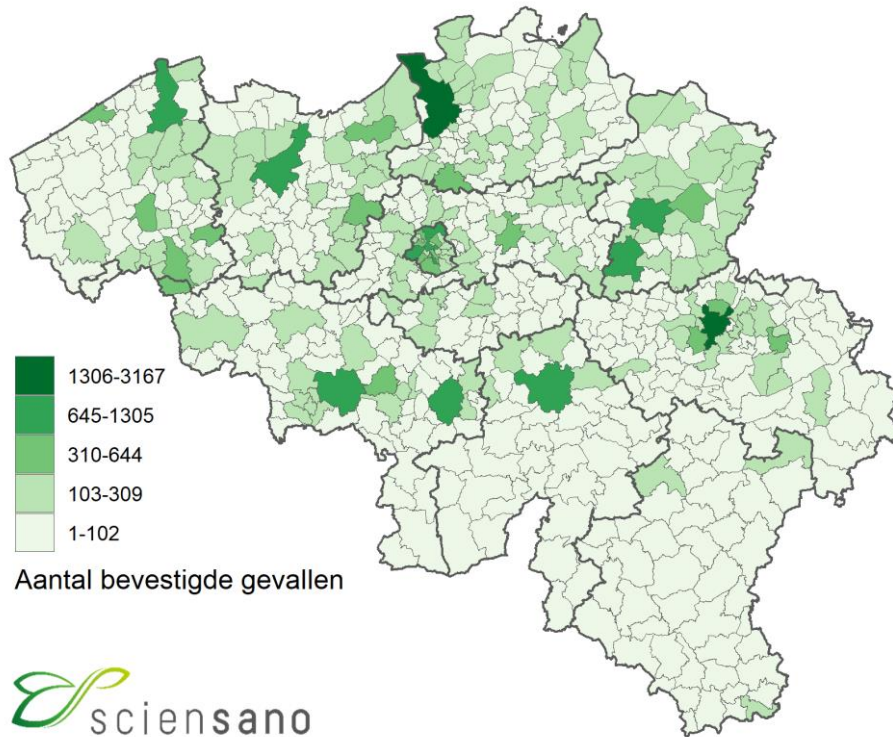 1306-3167
645-1305
310-644
103-309
1-102
Aantal bevestigde gevallen
sciensano